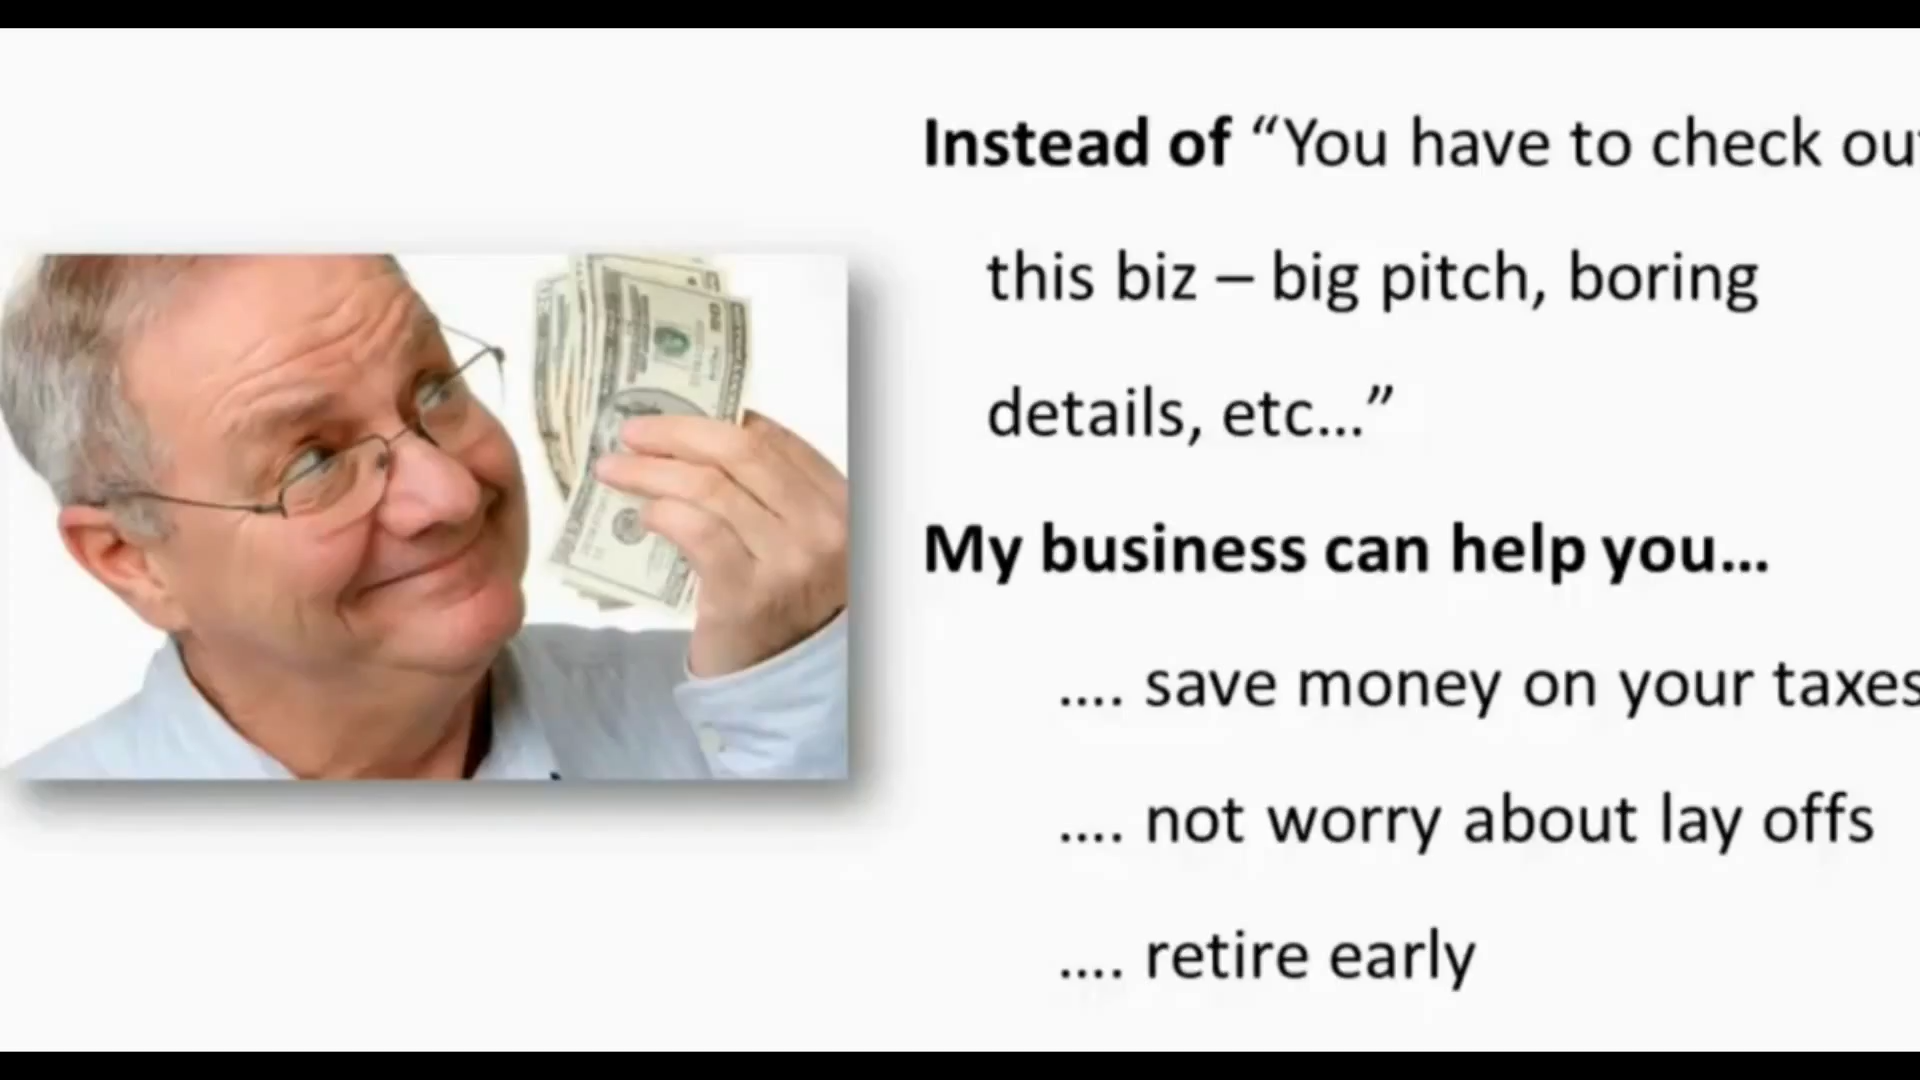 Instead of “You have to check out
this biz – big pitch, boring
details, etc...”
My business can help you...
.... save money on your taxes
.... not worry about lay offs
.... retire early